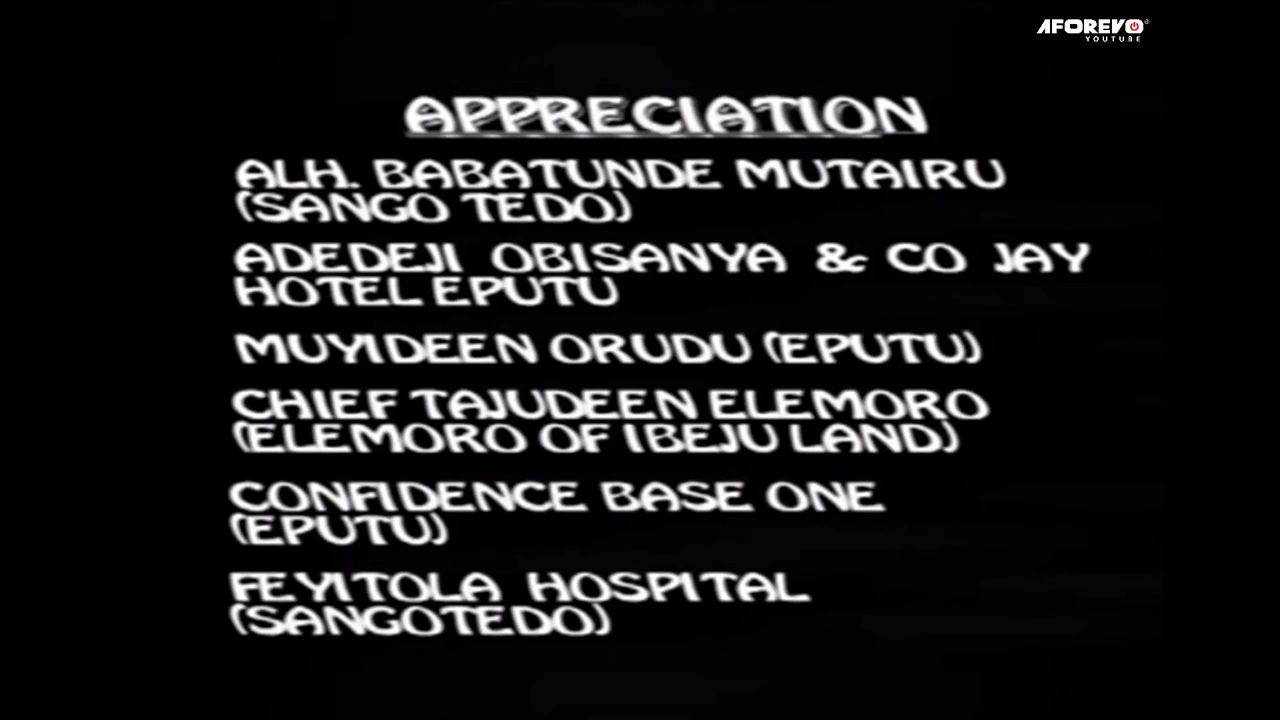 AFOREVO
YOUTUBE
APPRECIATION
ALH. BABATUNDE MUTAIRU
(SANGO TEDO)
ADEDEJI OBISANYA & CO JAY
HOTEL EPUTU
MUYIDEEN ORUDU (EPUTU)
CHIEF TAJUDEEN ELEMORO
(ELEMORO OF IBEJU LAND)
CONFIDENCE BASE ONE
(EPUTU)
FEYITOLA HOSPITAL
(SANGOTEDO)